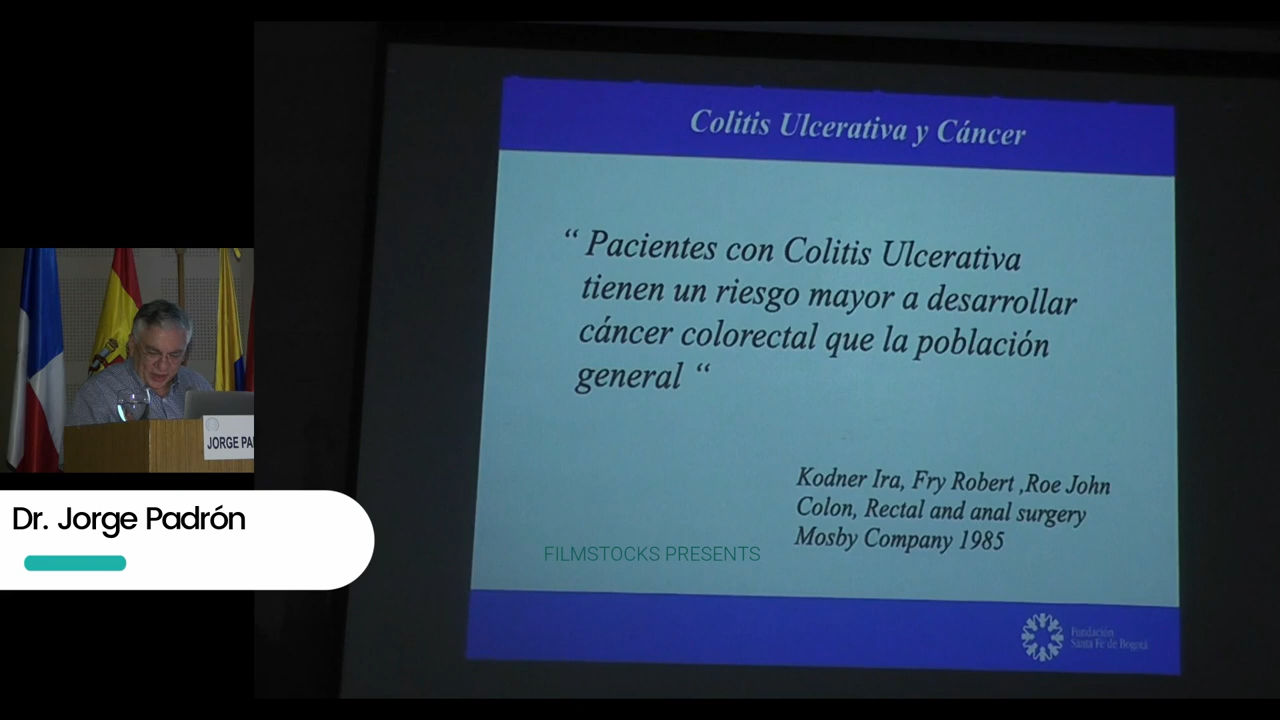 Colitis Ulcerativa y Cáncer
“ Pacientes con Colitis Ulcerativa
tienen un riesgo mayor a desarrollar
cáncer colorectal que la población
general “
Kodner Ira, Fry Robert ,Roe John
Colon, Rectal and anal surgery
Mosby Company 1985
FILMSTOCKS PRESENTS
Fundación
Santa Fe de Bogotá
JORGE PA
Dr. Jorge Padrón